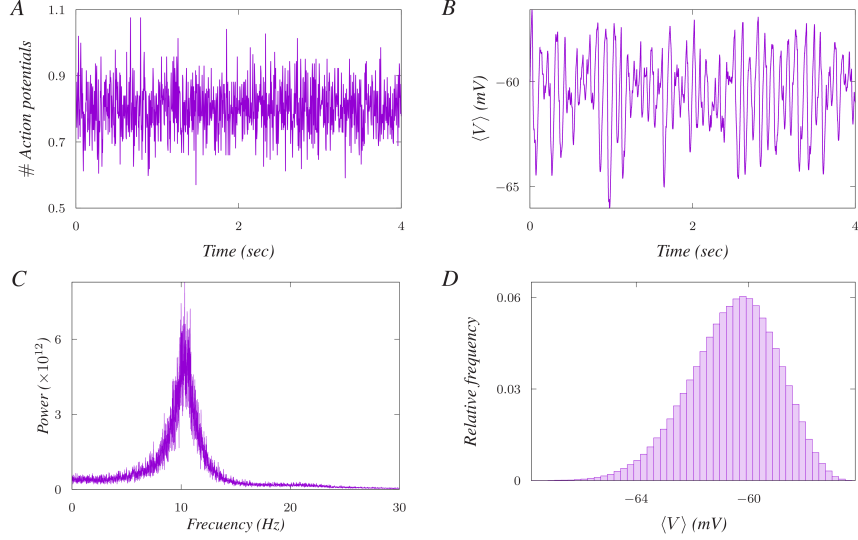 A
1.1
0.9
0.7
0.5
# Action potentials
0
2
4
Time (sec)
B
−60
−65
⟨V⟩ (mV)
0
2
4
Time (sec)
C
6
3
0
Power (×10¹²)
0
10
20
30
Frecuency (Hz)
D
0.06
0.03
0
Relative frequency
−64
−60
⟨V⟩ (mV)